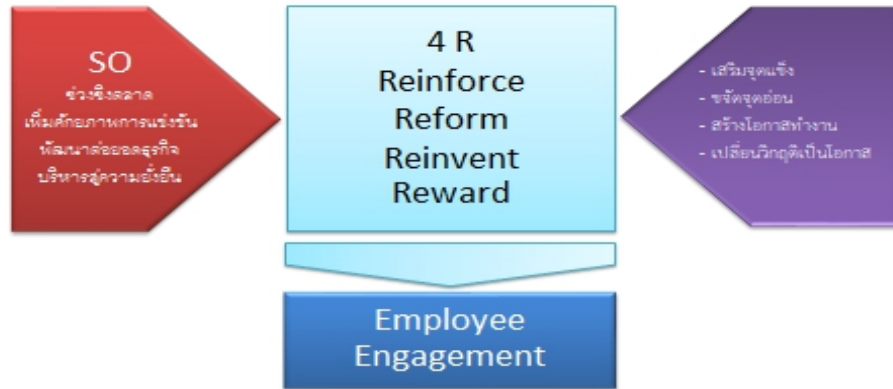 SO
ช่วงชิงตลาด
เพิ่มศักยภาพการแข่งขัน
พัฒนาต่อยอดธุรกิจ
บริหารสู่ความยั่งยืน
4 R
Reinforce
Reform
Reinvent
Reward
- เสริมจุดแข็ง
- ขจัดจุดอ่อน
- สร้างโอกาสทำงาน
- เปลี่ยนวิกฤติเป็นโอกาส
Employee
Engagement